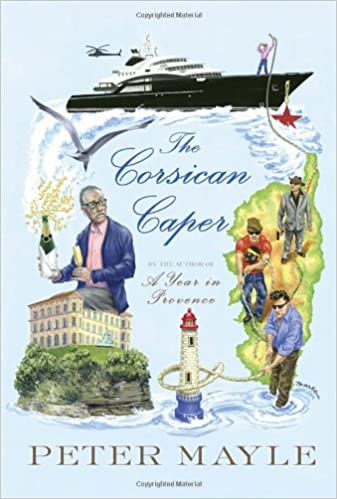 The
Corsican
Caper
BY THE AUTHOR OF
A Year in
Provence
PETER MAYLE